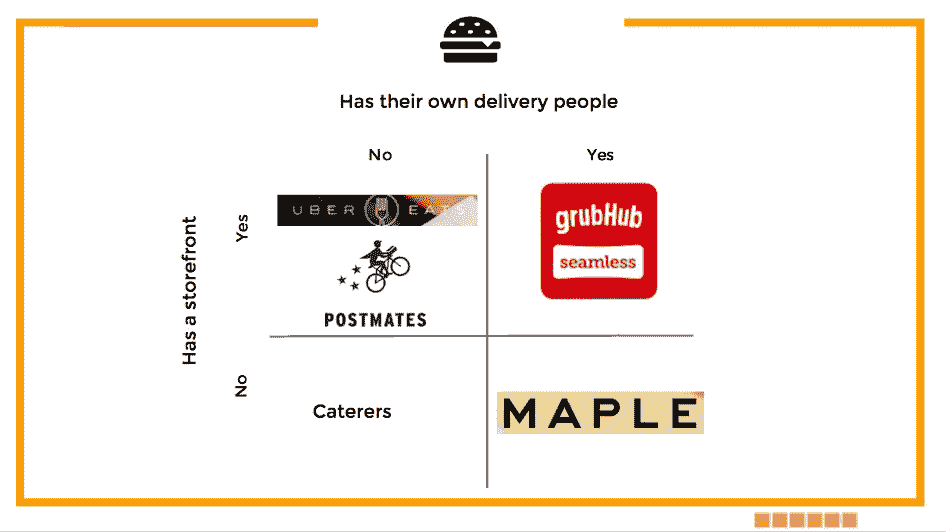 Has their own delivery people
No
Yes
Has a storefront
Yes
UBER EATS
grubHub
seamless
POSTMATES
No
Caterers
MAPLE